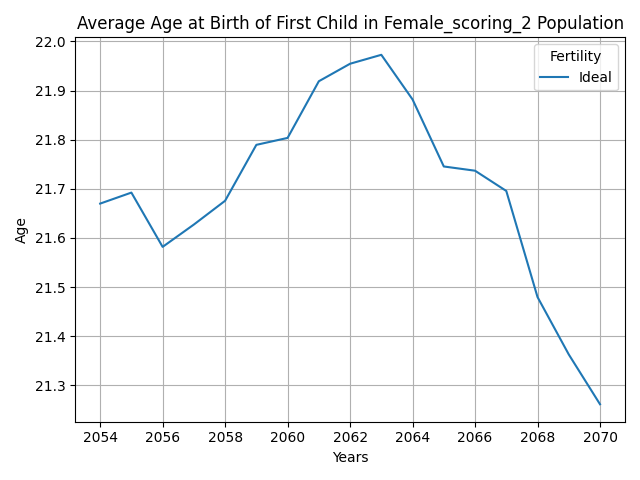 Average Age at Birth of First Child in Female_scoring_2 Population
22.0
21.9
21.8
21.7
21.6
21.5
21.4
21.3
Age
Fertility
Ideal
2054 2056 2058 2060 2062 2064 2066 2068 2070
Years